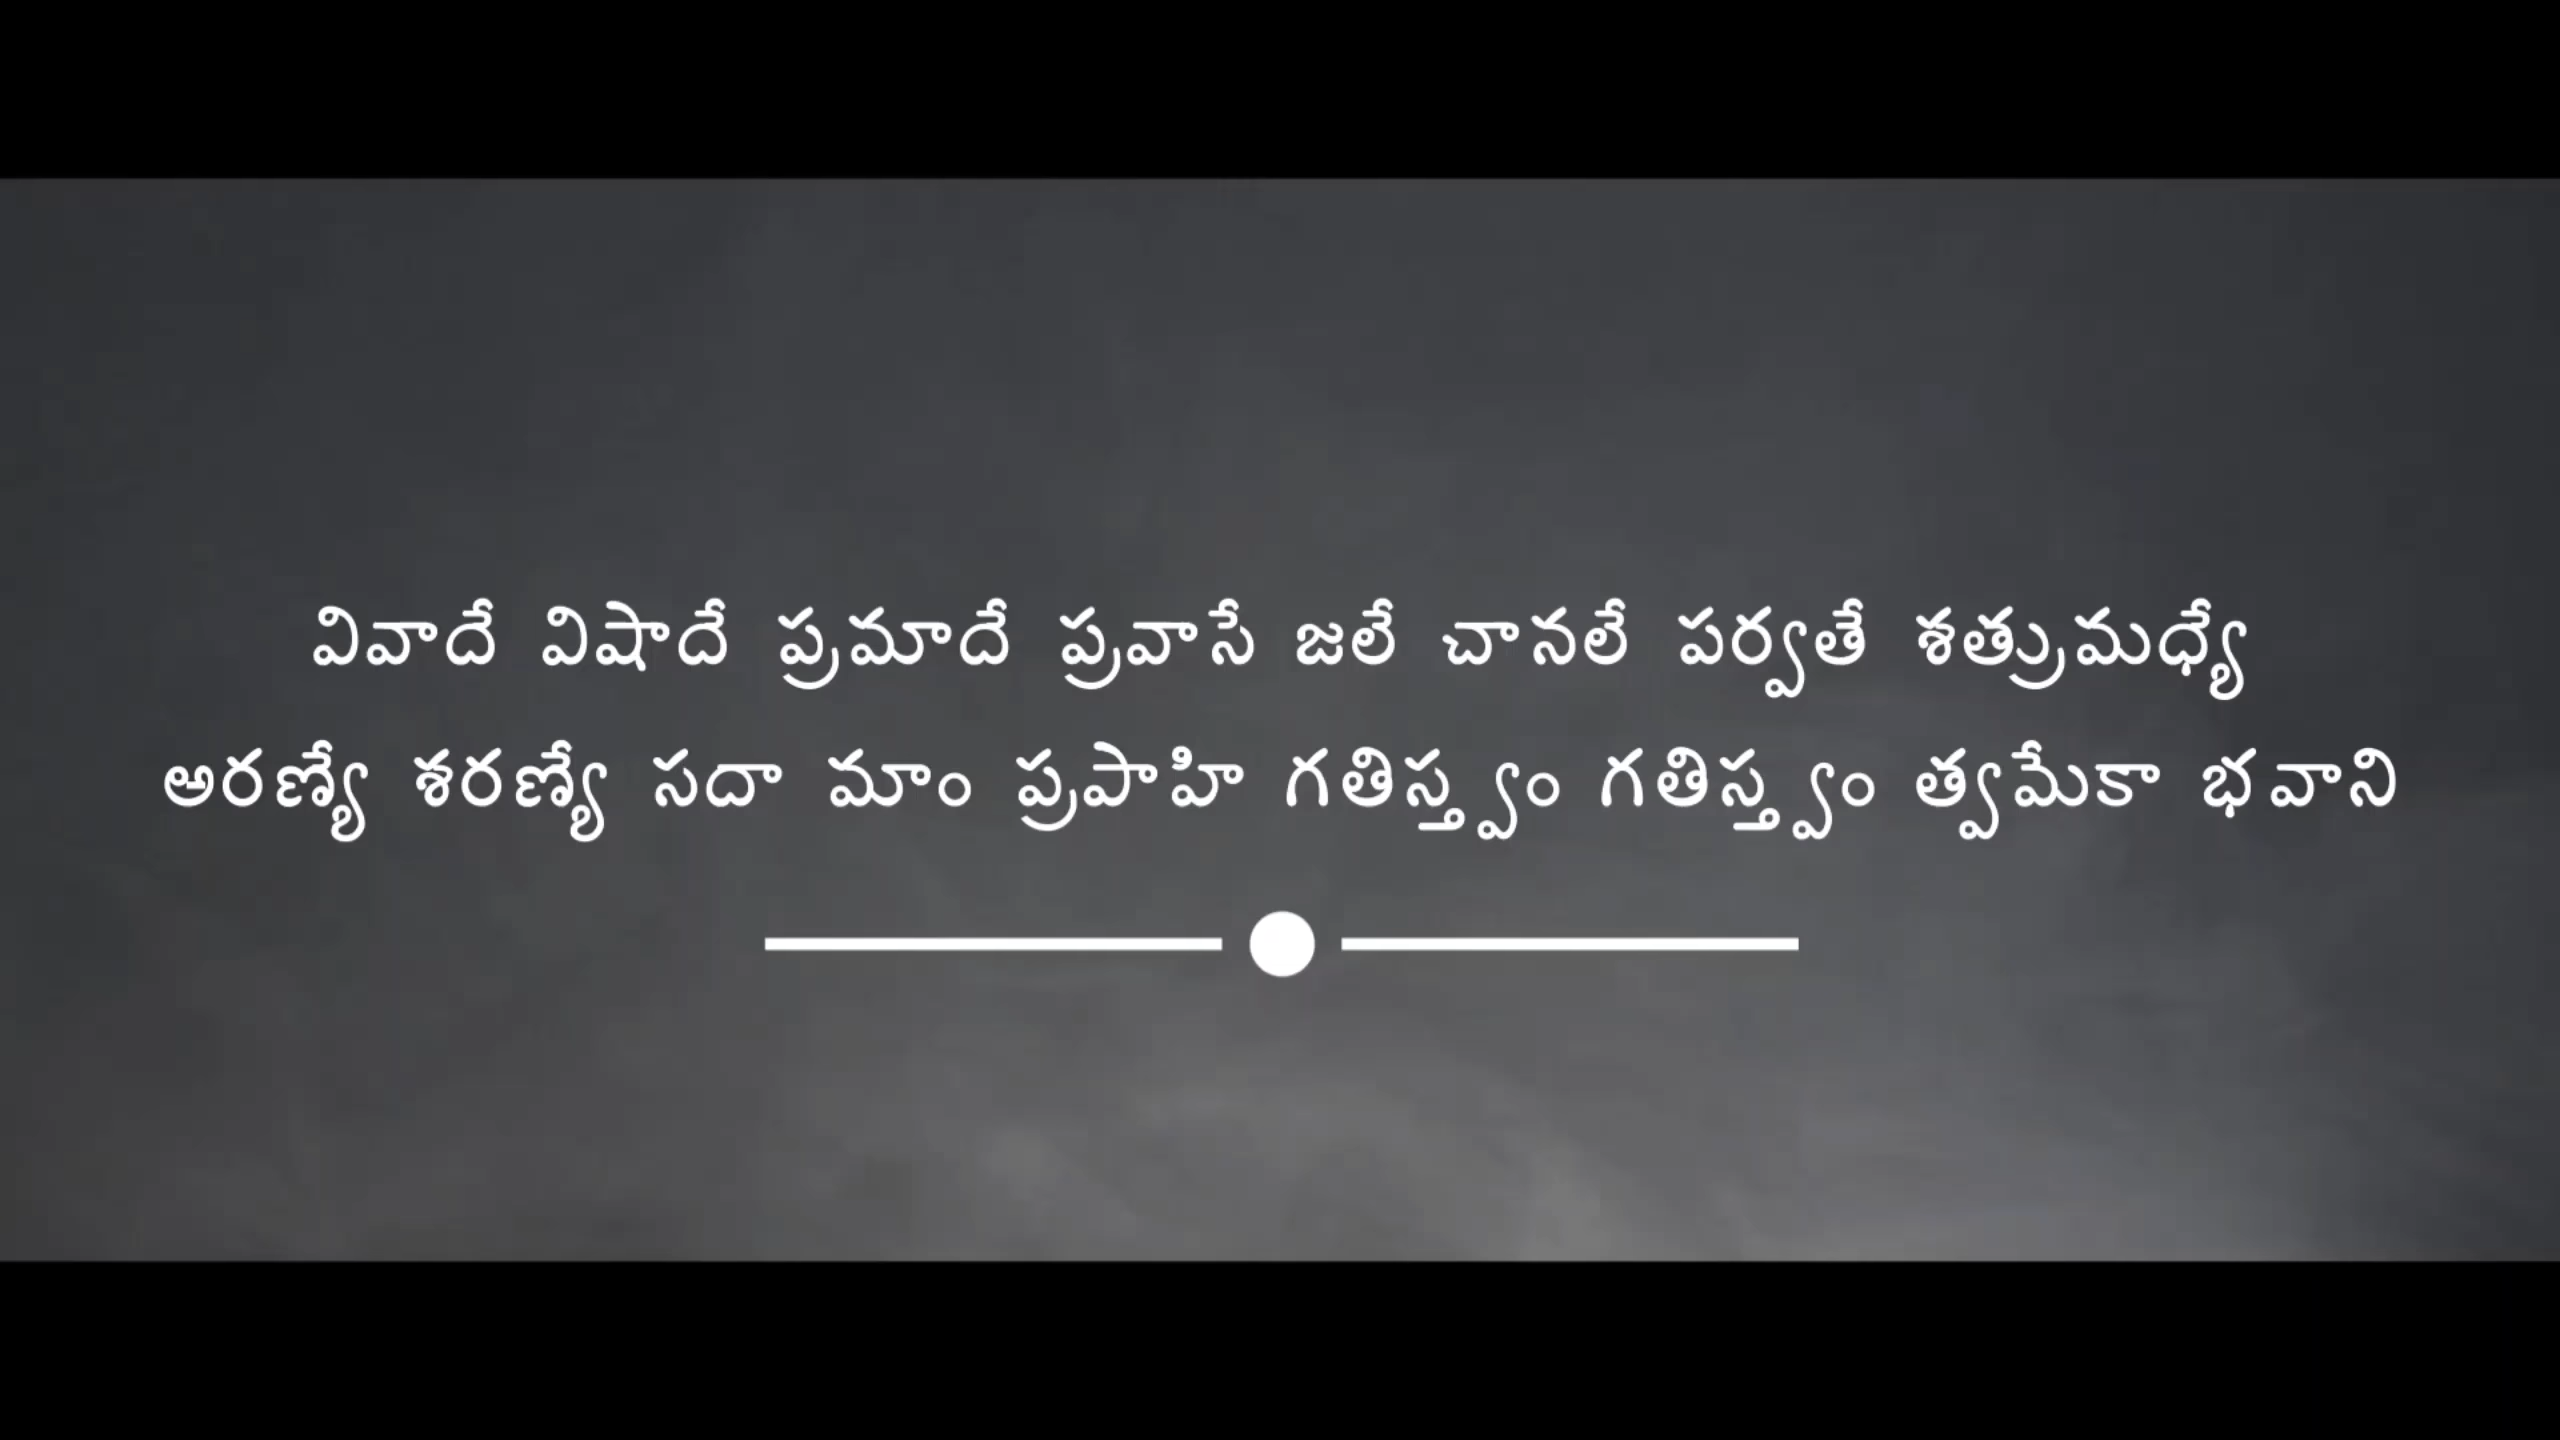 వివాదే విషాదే ప్రమాదే ప్రవాసే జలే చానలే పర్వతే శత్రుమధ్యే
అరణ్యే శరణ్యే సదా మాం ప్రపాహి గతిస్త్వం గతిస్త్వం త్వమేకా భవాని